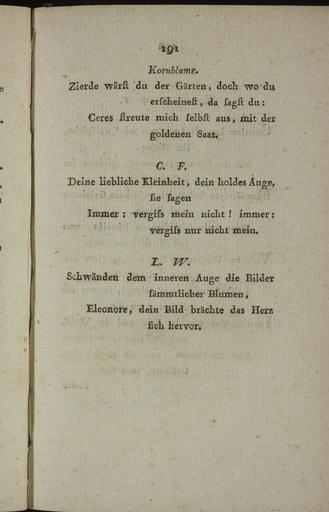 191
Kornblume.
Zierde wärst du der Gärten, doch wo du
erscheinest, da sagst du:
Ceres streute mich selbst aus, mit der
goldenen Saat.
C. F.
Deine liebliche Kleinheit, dein holdes Auge,
sie sagen
Immer: vergiss mein nicht! immer:
vergiss nur nicht mein.
L. W.
Schwänden dem inneren Auge die Bilder
sämmtlicher Blumen,
Eleonore, dein Bild brächte das Herz
sich hervor.